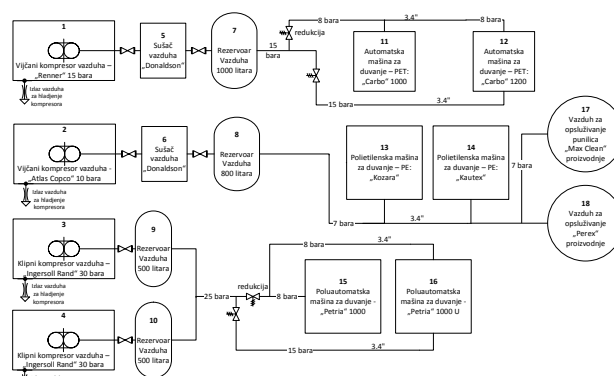 1
Vijčani kompresor vazduha –
„Renner“ 15 bara
Izlaz vazduha
za hladjenje
kompresora
5
Sušač
vazduha
„Donaldson“
7
Rezervoar
Vazduha
1000 litara
15
bara
redukcija
8 bara
3.4"
8 bara
11
Automatska
mašina za
duvanje – PET:
„Carbo“ 1000
12
Automatska
mašina za
duvanje – PET:
„Carbo“ 1200
15 bara
3.4"
2
Vijčani kompresor vazduha -
„Atlas Copco“ 10 bara
Izlaz vazduha
za hladjenje
kompresora
6
Sušač
vazduha
„Donaldson“
8
Rezervoar
Vazduha
800 litara
7 bara
13
Polietilenska mašina
za duvanje – PE:
„Kozara“
14
Polietilenska mašina
za duvanje – PE:
„Kautex“
3.4"
7 bara
17
Vazduh za
opsluživanje
punilica
„Max Clean“
proizvodnje
18
Vazduh za
opsluživanje
„Perex“
proizvodnje
3
Klipni kompresor vazduha –
„Ingersoll Rand“ 30 bara
Izlaz vazduha
za hladjenje
kompresora
9
Rezervoar
Vazduha
500 litara
4
Klipni kompresor vazduha –
„Ingersoll Rand“ 30 bara
Izlaz vazduha
10
Rezervoar
Vazduha
500 litara
25 bara
redukcija
8 bara
8 bara
3.4"
15
Poluautomatska
mašina za duvanje -
„Petria“ 1000
16
Poluautomatska
mašina za duvanje -
„Petria“ 1000 U
15 bara
3.4"